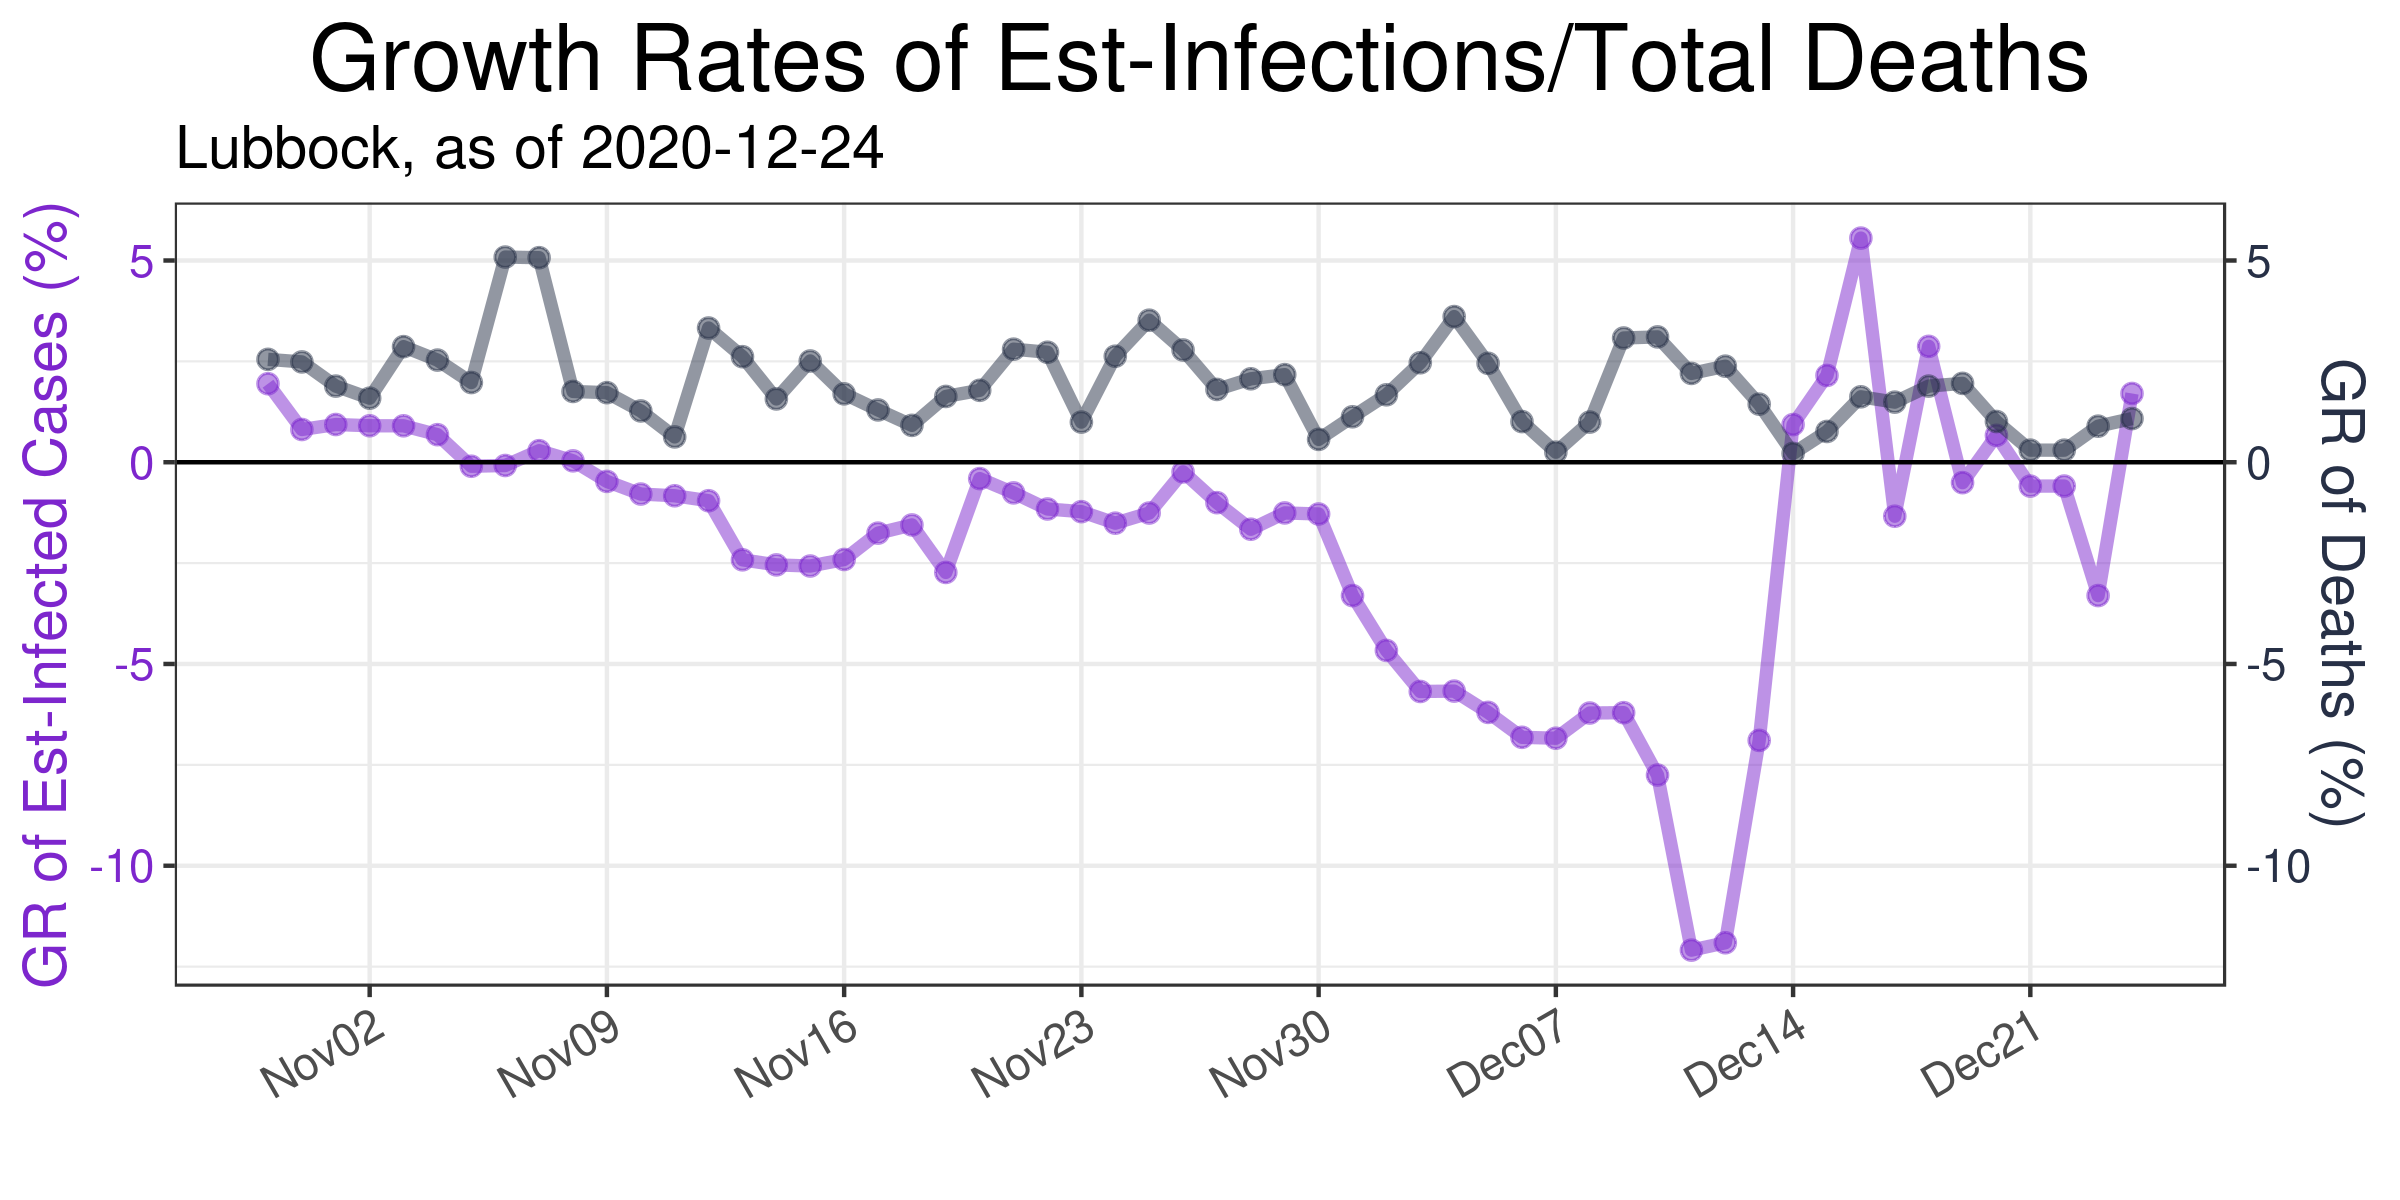 Growth Rates of Est-Infections/Total Deaths
Lubbock, as of 2020-12-24
GR of Est-Infected Cases (%)
5
0
-5
-10
5
0
-5
-10
GR of Deaths (%)
Nov02
Nov09
Nov16
Nov23
Nov30
Dec07
Dec14
Dec21